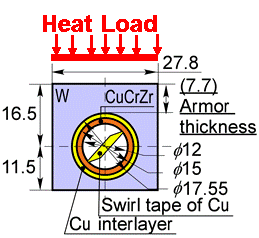 Heat Load
27.8
W
CuCrZr
(7.7)
Armor
thickness
16.5
11.5
ϕ12
ϕ15
ϕ17.55
Swirl tape of Cu
Cu interlayer